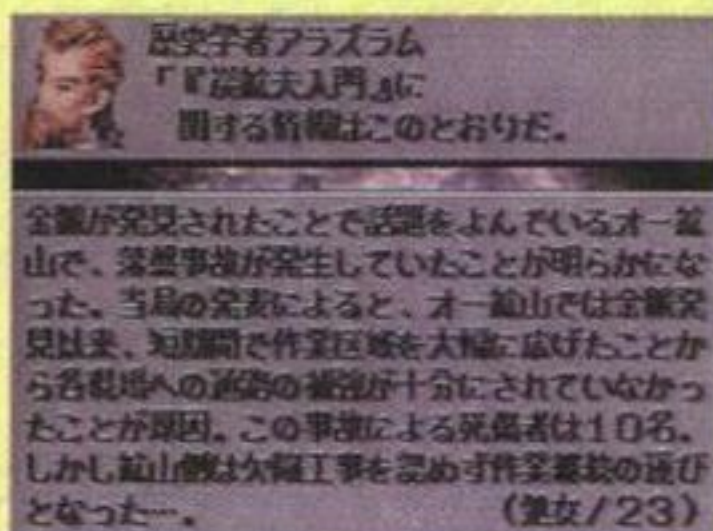 歴史学者アラズラム
「『炭鉱夫入門』に
関する情報はこのとおりだ。
金鉱が発見されたことで話題をよんでいるオー鉱
山で、落盤事故が発生していたことが明らかにな
った。当局の発表によると、オー鉱山では金鉱発
見以来、短期間で作業区域を大幅に広げたことか
ら各現場への通路の補強が十分にされていなかっ
たことが原因。この事故による死傷者は10名。
しかし鉱山側は欠陥工事を認めず作業継続の運び
となった…。 (/23)